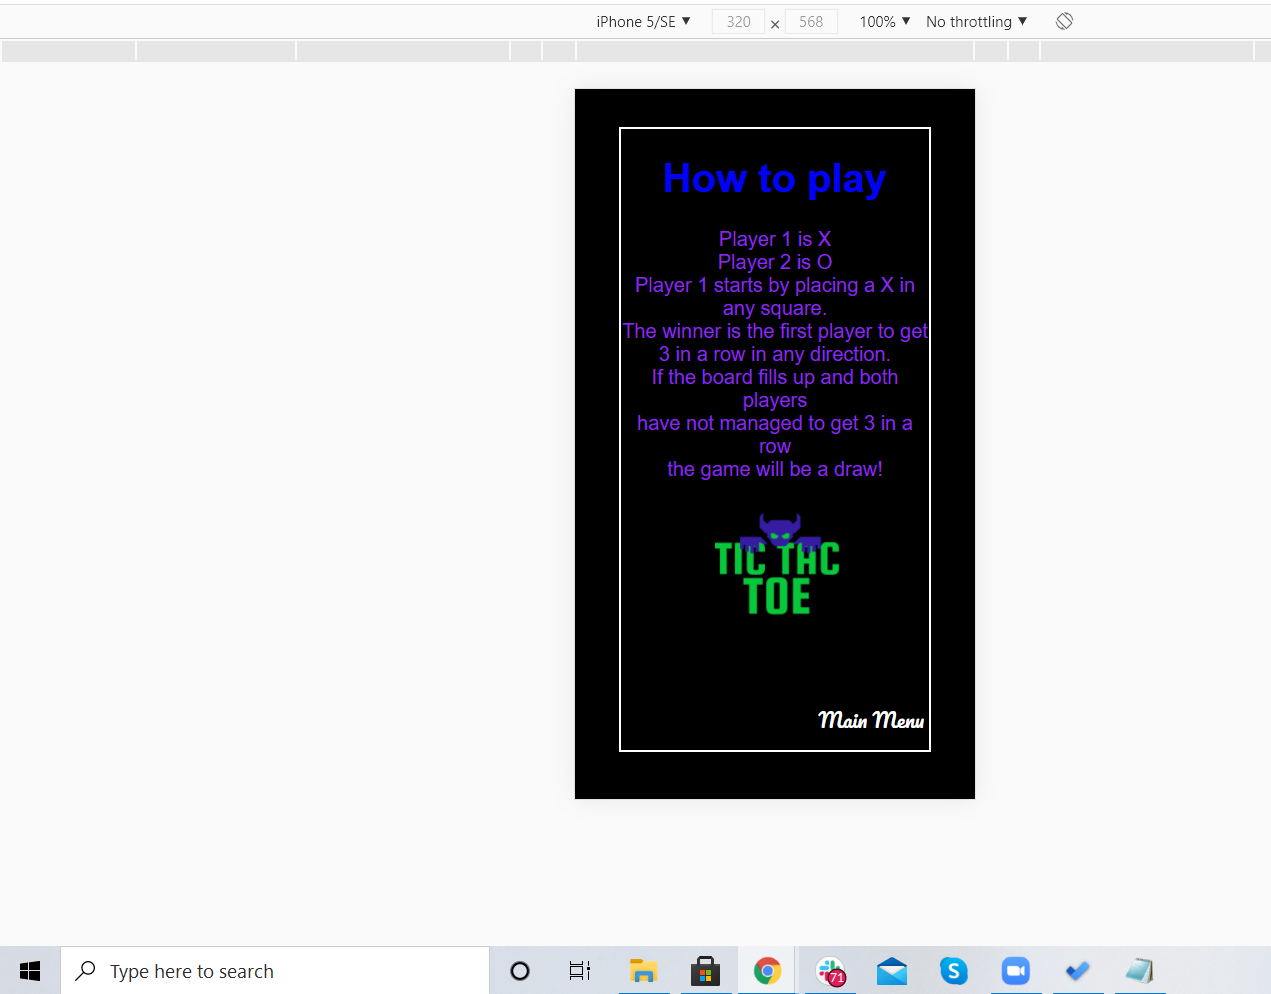 iPhone 5/SE ▼ 320 × 568 100% ▼ No throttling ▼
How to play
Player 1 is X
Player 2 is O
Player 1 starts by placing a X in
any square.
The winner is the first player to get
3 in a row in any direction.
If the board fills up and both
players
have not managed to get 3 in a
row
the game will be a draw!
TIC TAC
TOE
Main Menu
Type here to search
71
S